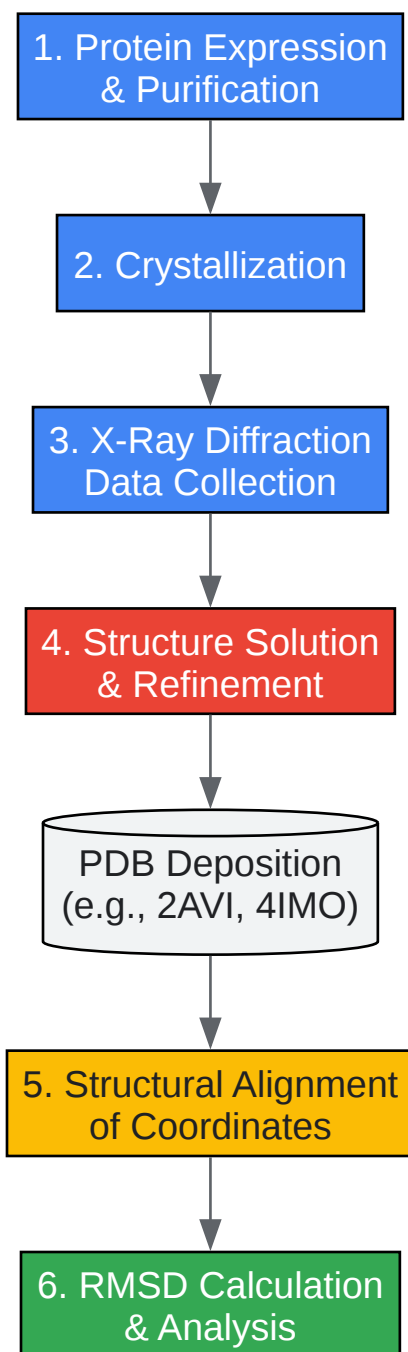 1. Protein Expression
& Purification
2. Crystallization
3. X-Ray Diffraction
Data Collection
4. Structure Solution
& Refinement
PDB Deposition
(e.g., 2AVI, 4IMO)
5. Structural Alignment
of Coordinates
6. RMSD Calculation
& Analysis